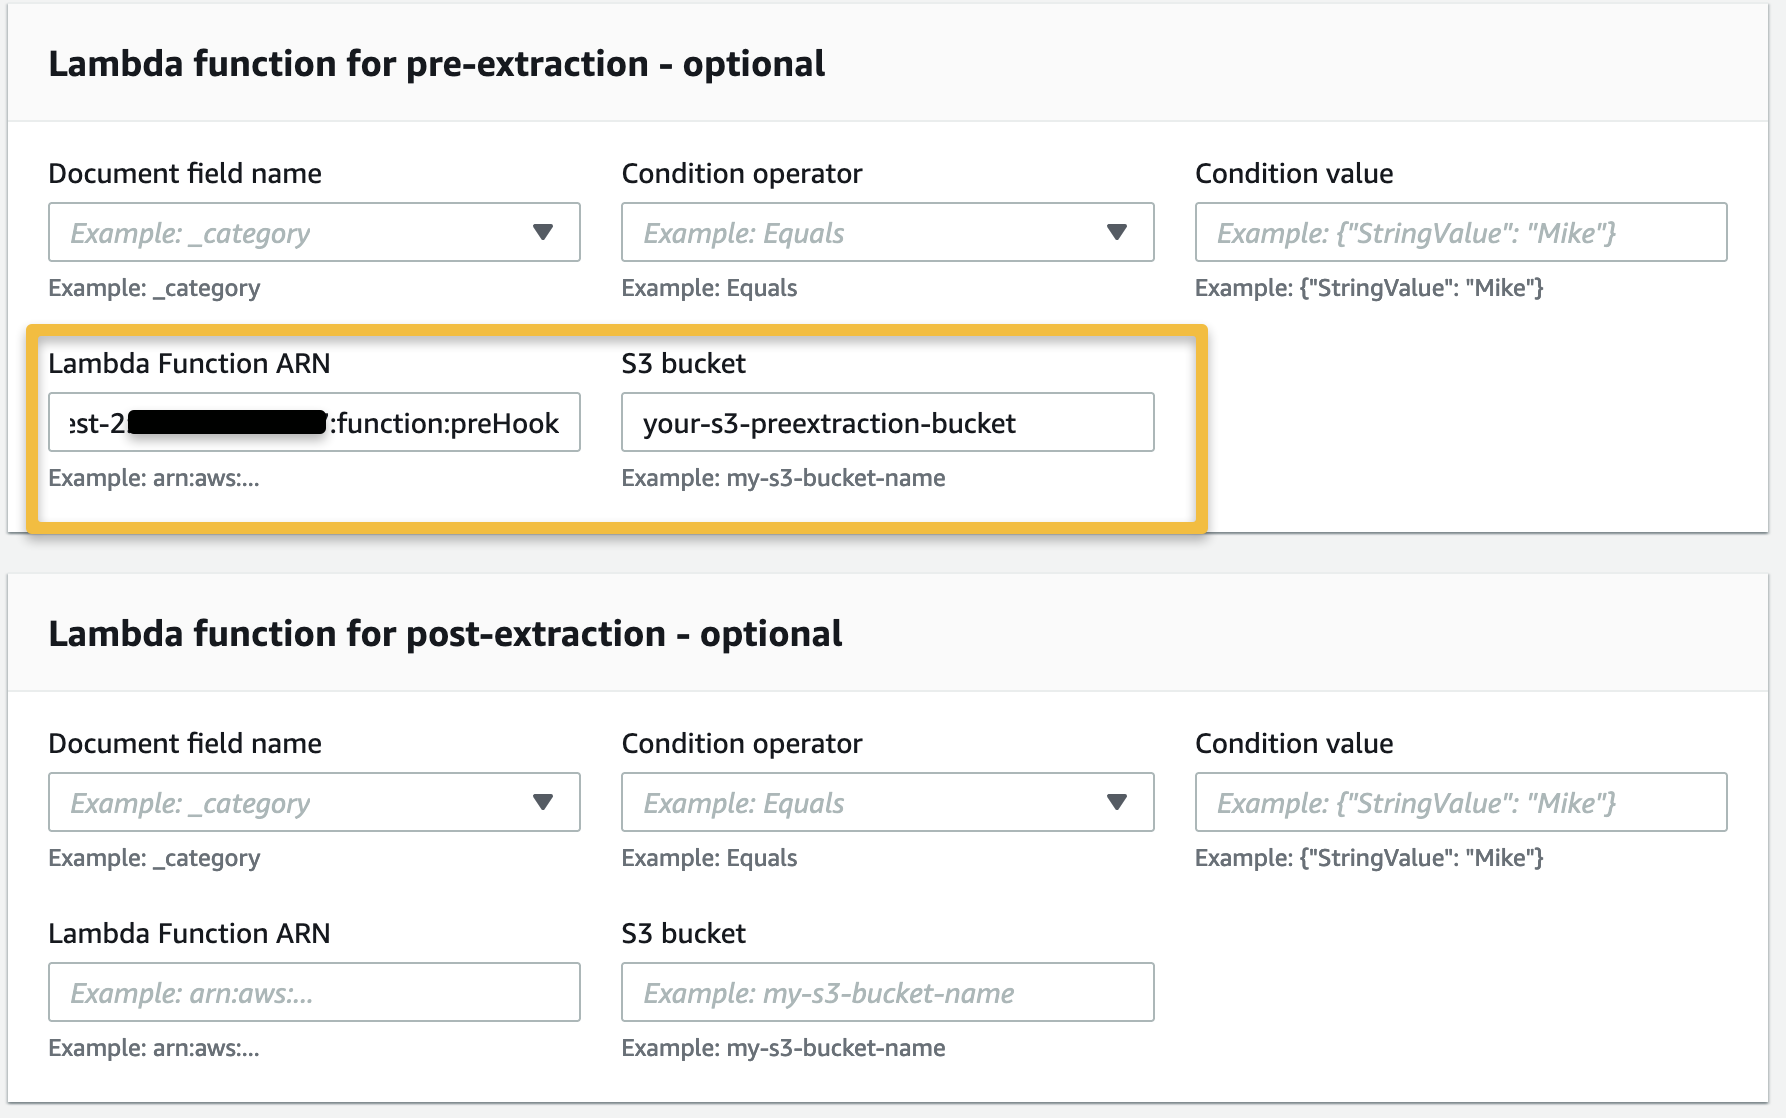 Lambda function for pre-extraction - optional
Document field name Condition operator Condition value
Example: _category Example: Equals Example: {"StringValue": "Mike"}
Example: _category Example: Equals Example: {"StringValue": "Mike"}
Lambda Function ARN S3 bucket
est-2 :function:preHook your-s3-preextraction-bucket
Example: arn:aws:... Example: my-s3-bucket-name
Lambda function for post-extraction - optional
Document field name Condition operator Condition value
Example: _category Example: Equals Example: {"StringValue": "Mike"}
Example: _category Example: Equals Example: {"StringValue": "Mike"}
Lambda Function ARN S3 bucket
Example: arn:aws:... Example: my-s3-bucket-name
Example: arn:aws:... Example: my-s3-bucket-name